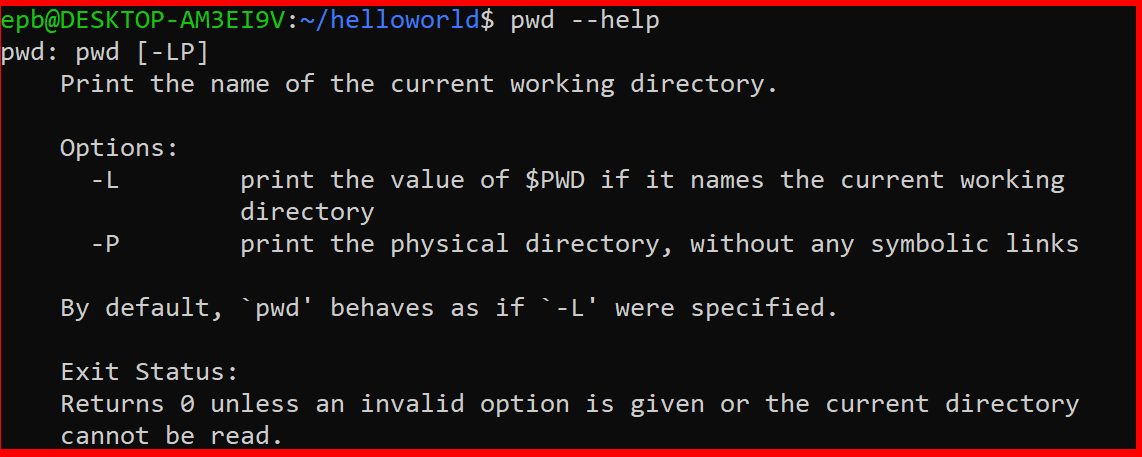 epb@DESKTOP-AM3EI9V:~/helloworld$ pwd --help
pwd: pwd [-LP]
    Print the name of the current working directory.

    Options:
      -L        print the value of $PWD if it names the current working
                directory
      -P        print the physical directory, without any symbolic links

    By default, `pwd' behaves as if `-L' were specified.

    Exit Status:
    Returns 0 unless an invalid option is given or the current directory
    cannot be read.